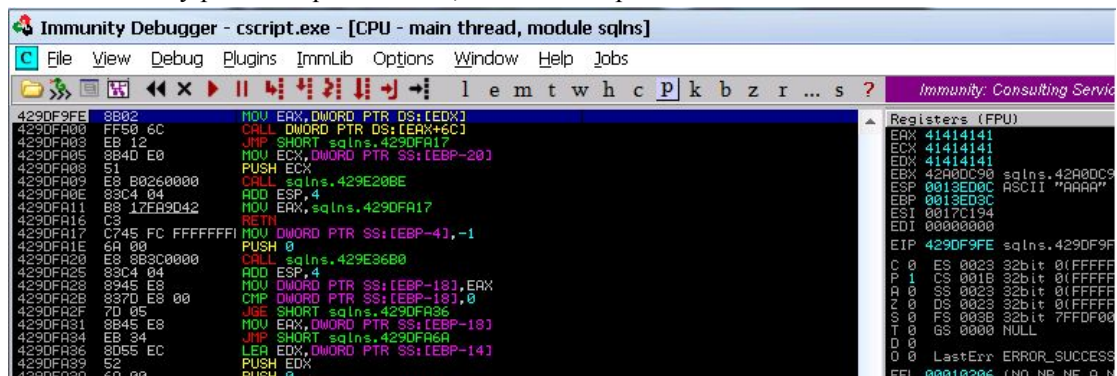 Immunity Debugger - cscript.exe - [CPU - main thread, module sqlns]
C File View Debug Plugins ImmLib Options Window Help Jobs
l e m t w h c p k b z r ... s ? Immunity: Consulting Servic
429DF9FE 8B02 MOV EAX,DWORD PTR DS:[EDX]
429DFA00 FF50 6C CALL DWORD PTR DS:[EAX+6C]
429DFA03 EB 12 JMP SHORT sqlns.429DFA17
429DFA05 8B4D E0 MOV ECX,DWORD PTR SS:[EBP-20]
429DFA08 51 PUSH ECX
429DFA09 E8 B0260000 CALL sqlns.429E20BE
429DFA0E 83C4 04 ADD ESP,4
429DFA11 B8 17FA9D42 MOV EAX,sqlns.429DFA17
429DFA16 C3 RETN
429DFA17 C745 FC FFFFFFFI MOV DWORD PTR SS:[EBP-4],-1
429DFA1E 6A 00 PUSH 0
429DFA20 E8 8B3C0000 CALL sqlns.429E36B0
429DFA25 83C4 04 ADD ESP,4
429DFA28 8945 E8 MOV DWORD PTR SS:[EBP-18],EAX
429DFA2B 837D E8 00 CMP DWORD PTR SS:[EBP-18],0
429DFA2F 7D 05 JGE SHORT sqlns.429DFA36
429DFA31 8B45 E8 MOV EAX,DWORD PTR SS:[EBP-18]
429DFA34 EB 34 JMP SHORT sqlns.429DFA6A
429DFA36 8D55 EC LEA EDX,DWORD PTR SS:[EBP-14]
429DFA39 52 PUSH EDX
Registers (FPU)
EAX 41414141
ECX 41414141
EDX 41414141
EBX 42A0DC90 sqlns.42A0DC9
ESP 0013ED0C ASCII "AAAA"
EBP 0013ED3C
ESI 0017C194
EDI 00000000
EIP 429DF9FE sqlns.429DF9F
C 0 ES 0023 32bit 0(FFFFF
P 1 CS 001B 32bit 0(FFFFF
A 0 SS 0023 32bit 0(FFFFF
Z 0 DS 0023 32bit 0(FFFFF
S 0 FS 003B 32bit 7FFDF00
T 0 GS 0000 NULL
D 0
O 0 LastErr ERROR_SUCCESS